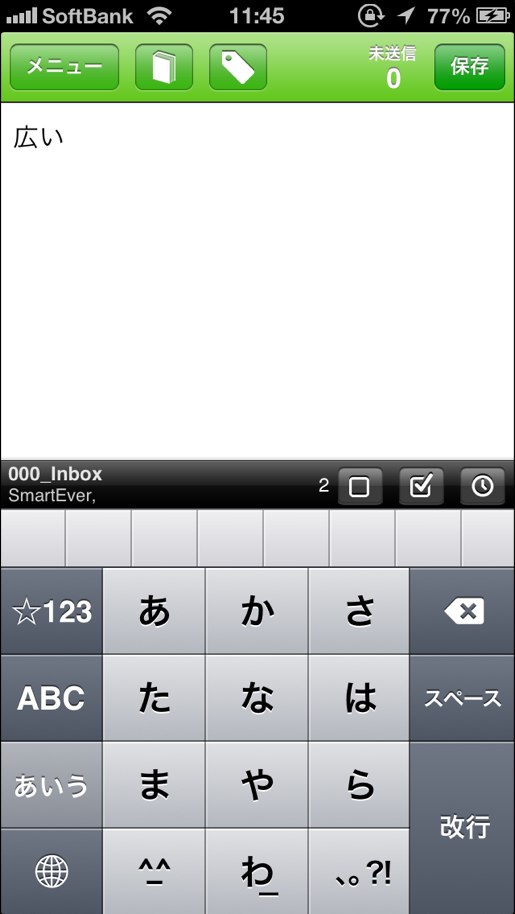 SoftBank 11:45 77%
メニュー 未送信 0 保存
広い
000_Inbox
SmartEver, 2
☆123 あ か さ
ABC た な は スペース
あいう ま や ら 改行
^_^ わ_ 、。?!